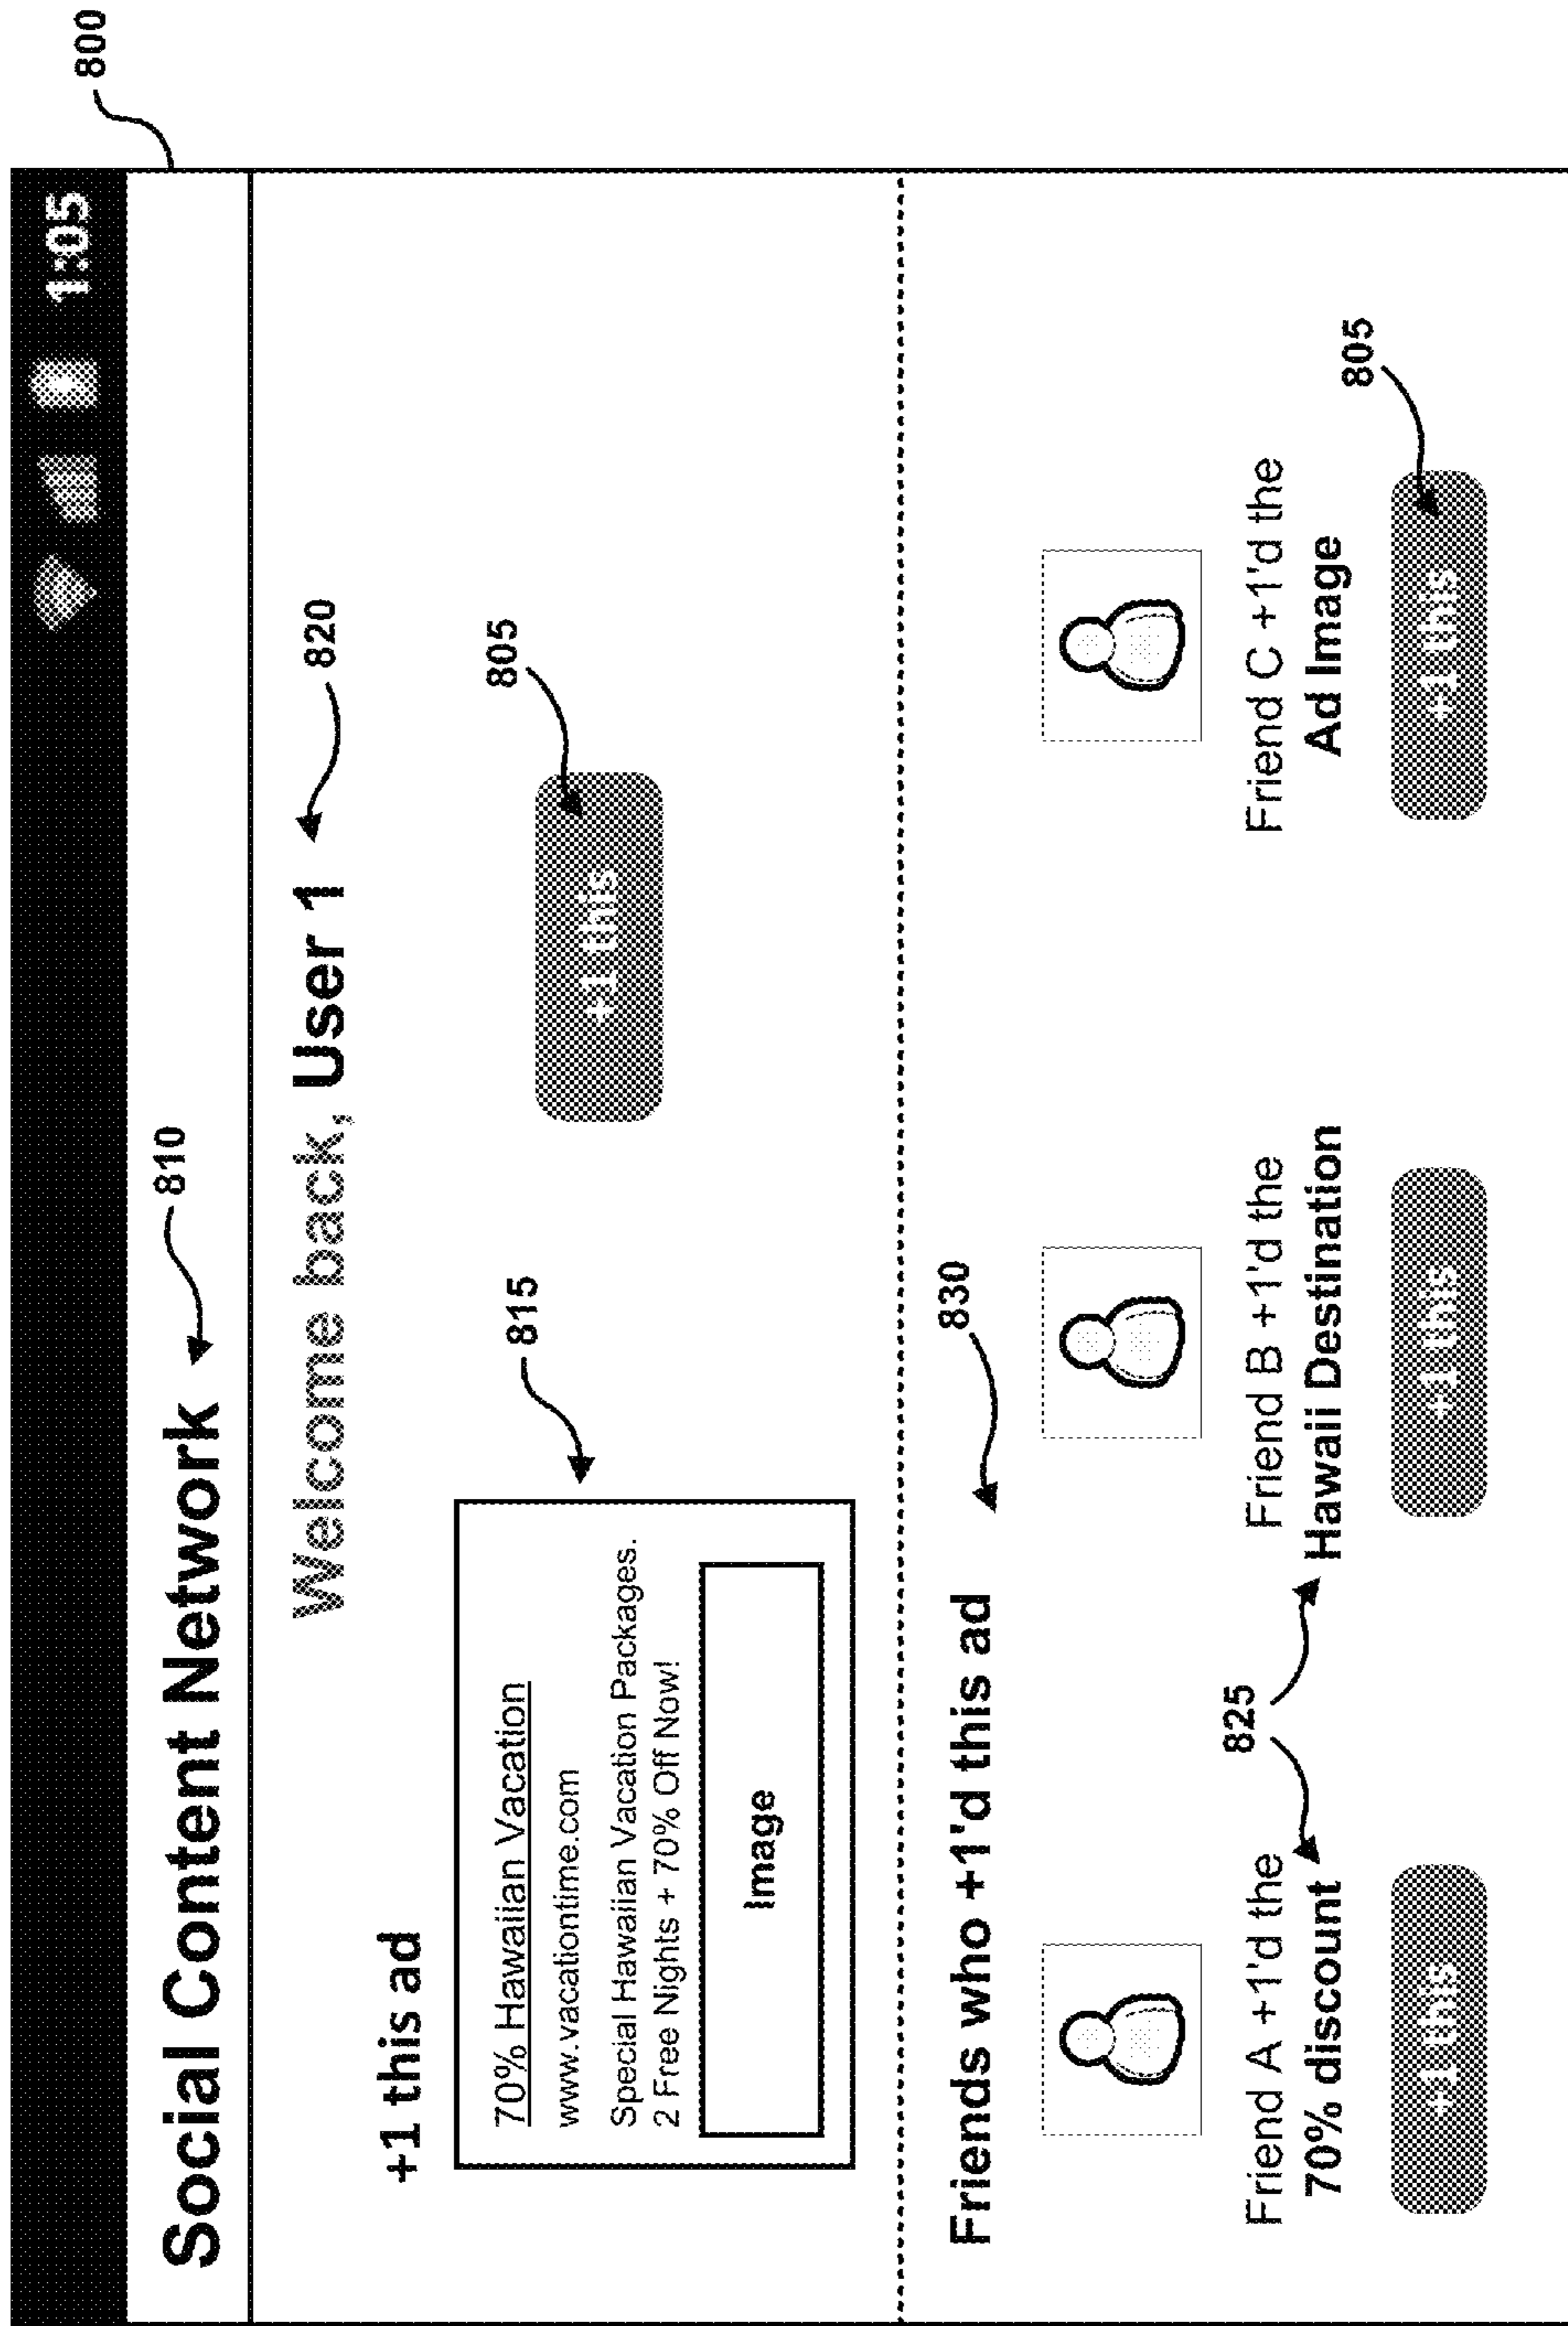 800
1:05
Social Content Network
810
Welcome back, User 1
820
+1 this ad
815
70% Hawaiian Vacation
www.vacationtime.com
Special Hawaiian Vacation Packages.
2 Free Nights + 70% Off Now!
Image
805
+1 this
Friends who +1'd this ad
830
Friend A +1'd the
70% discount
+1 this
825
Friend B +1'd the
Hawaii Destination
+1 this
Friend C +1'd the
Ad Image
805
+1 this